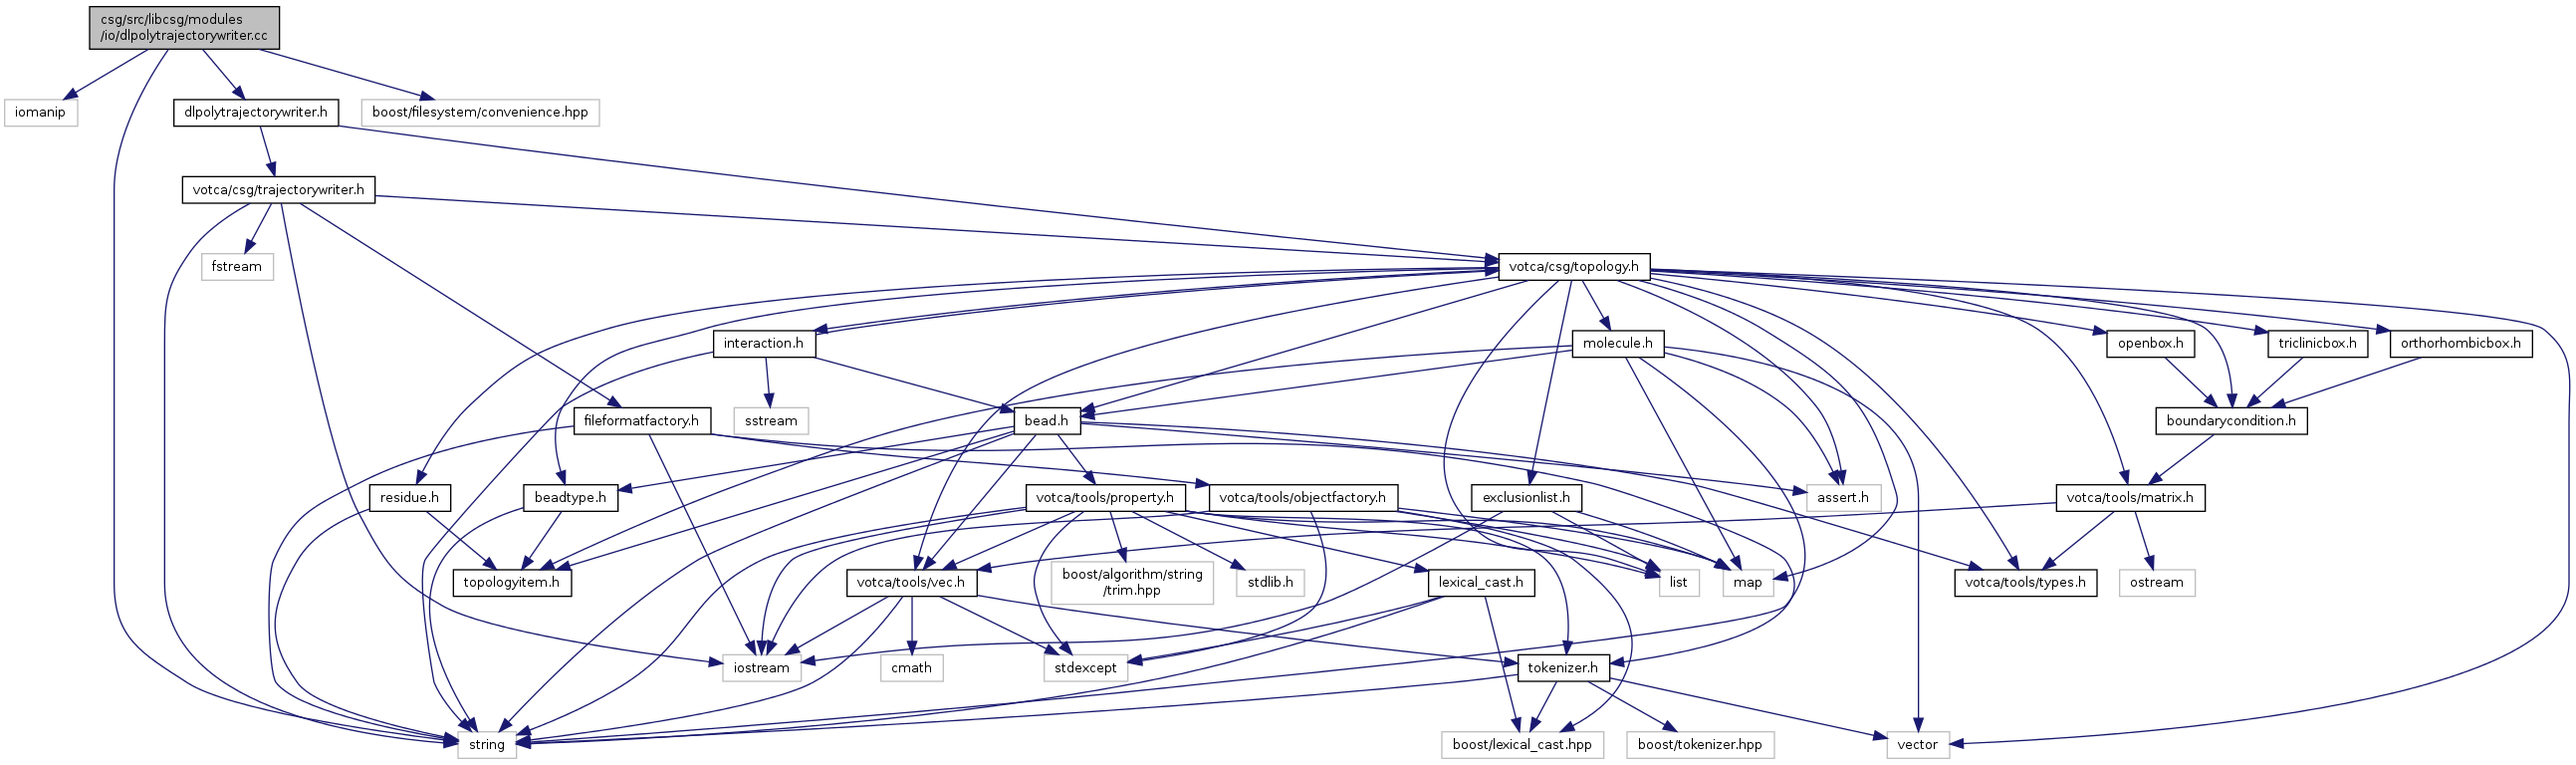 csg/src/libcsg/modules
/io/dlpolytrajectorywriter.cc
iomanip
dlpolytrajectorywriter.h
boost/filesystem/convenience.hpp
votca/csg/trajectorywriter.h
fstream
votca/csg/topology.h
interaction.h
molecule.h
openbox.h
triclinicbox.h
orthorhombicbox.h
fileformatfactory.h
sstream
bead.h
boundarycondition.h
residue.h
beadtype.h
votca/tools/property.h
votca/tools/objectfactory.h
exclusionlist.h
assert.h
votca/tools/matrix.h
topologyitem.h
votca/tools/vec.h
boost/algorithm/string
/trim.hpp
stdlib.h
lexical_cast.h
list
map
votca/tools/types.h
ostream
iostream
cmath
stdexcept
tokenizer.h
string
boost/lexical_cast.hpp
boost/tokenizer.hpp
vector